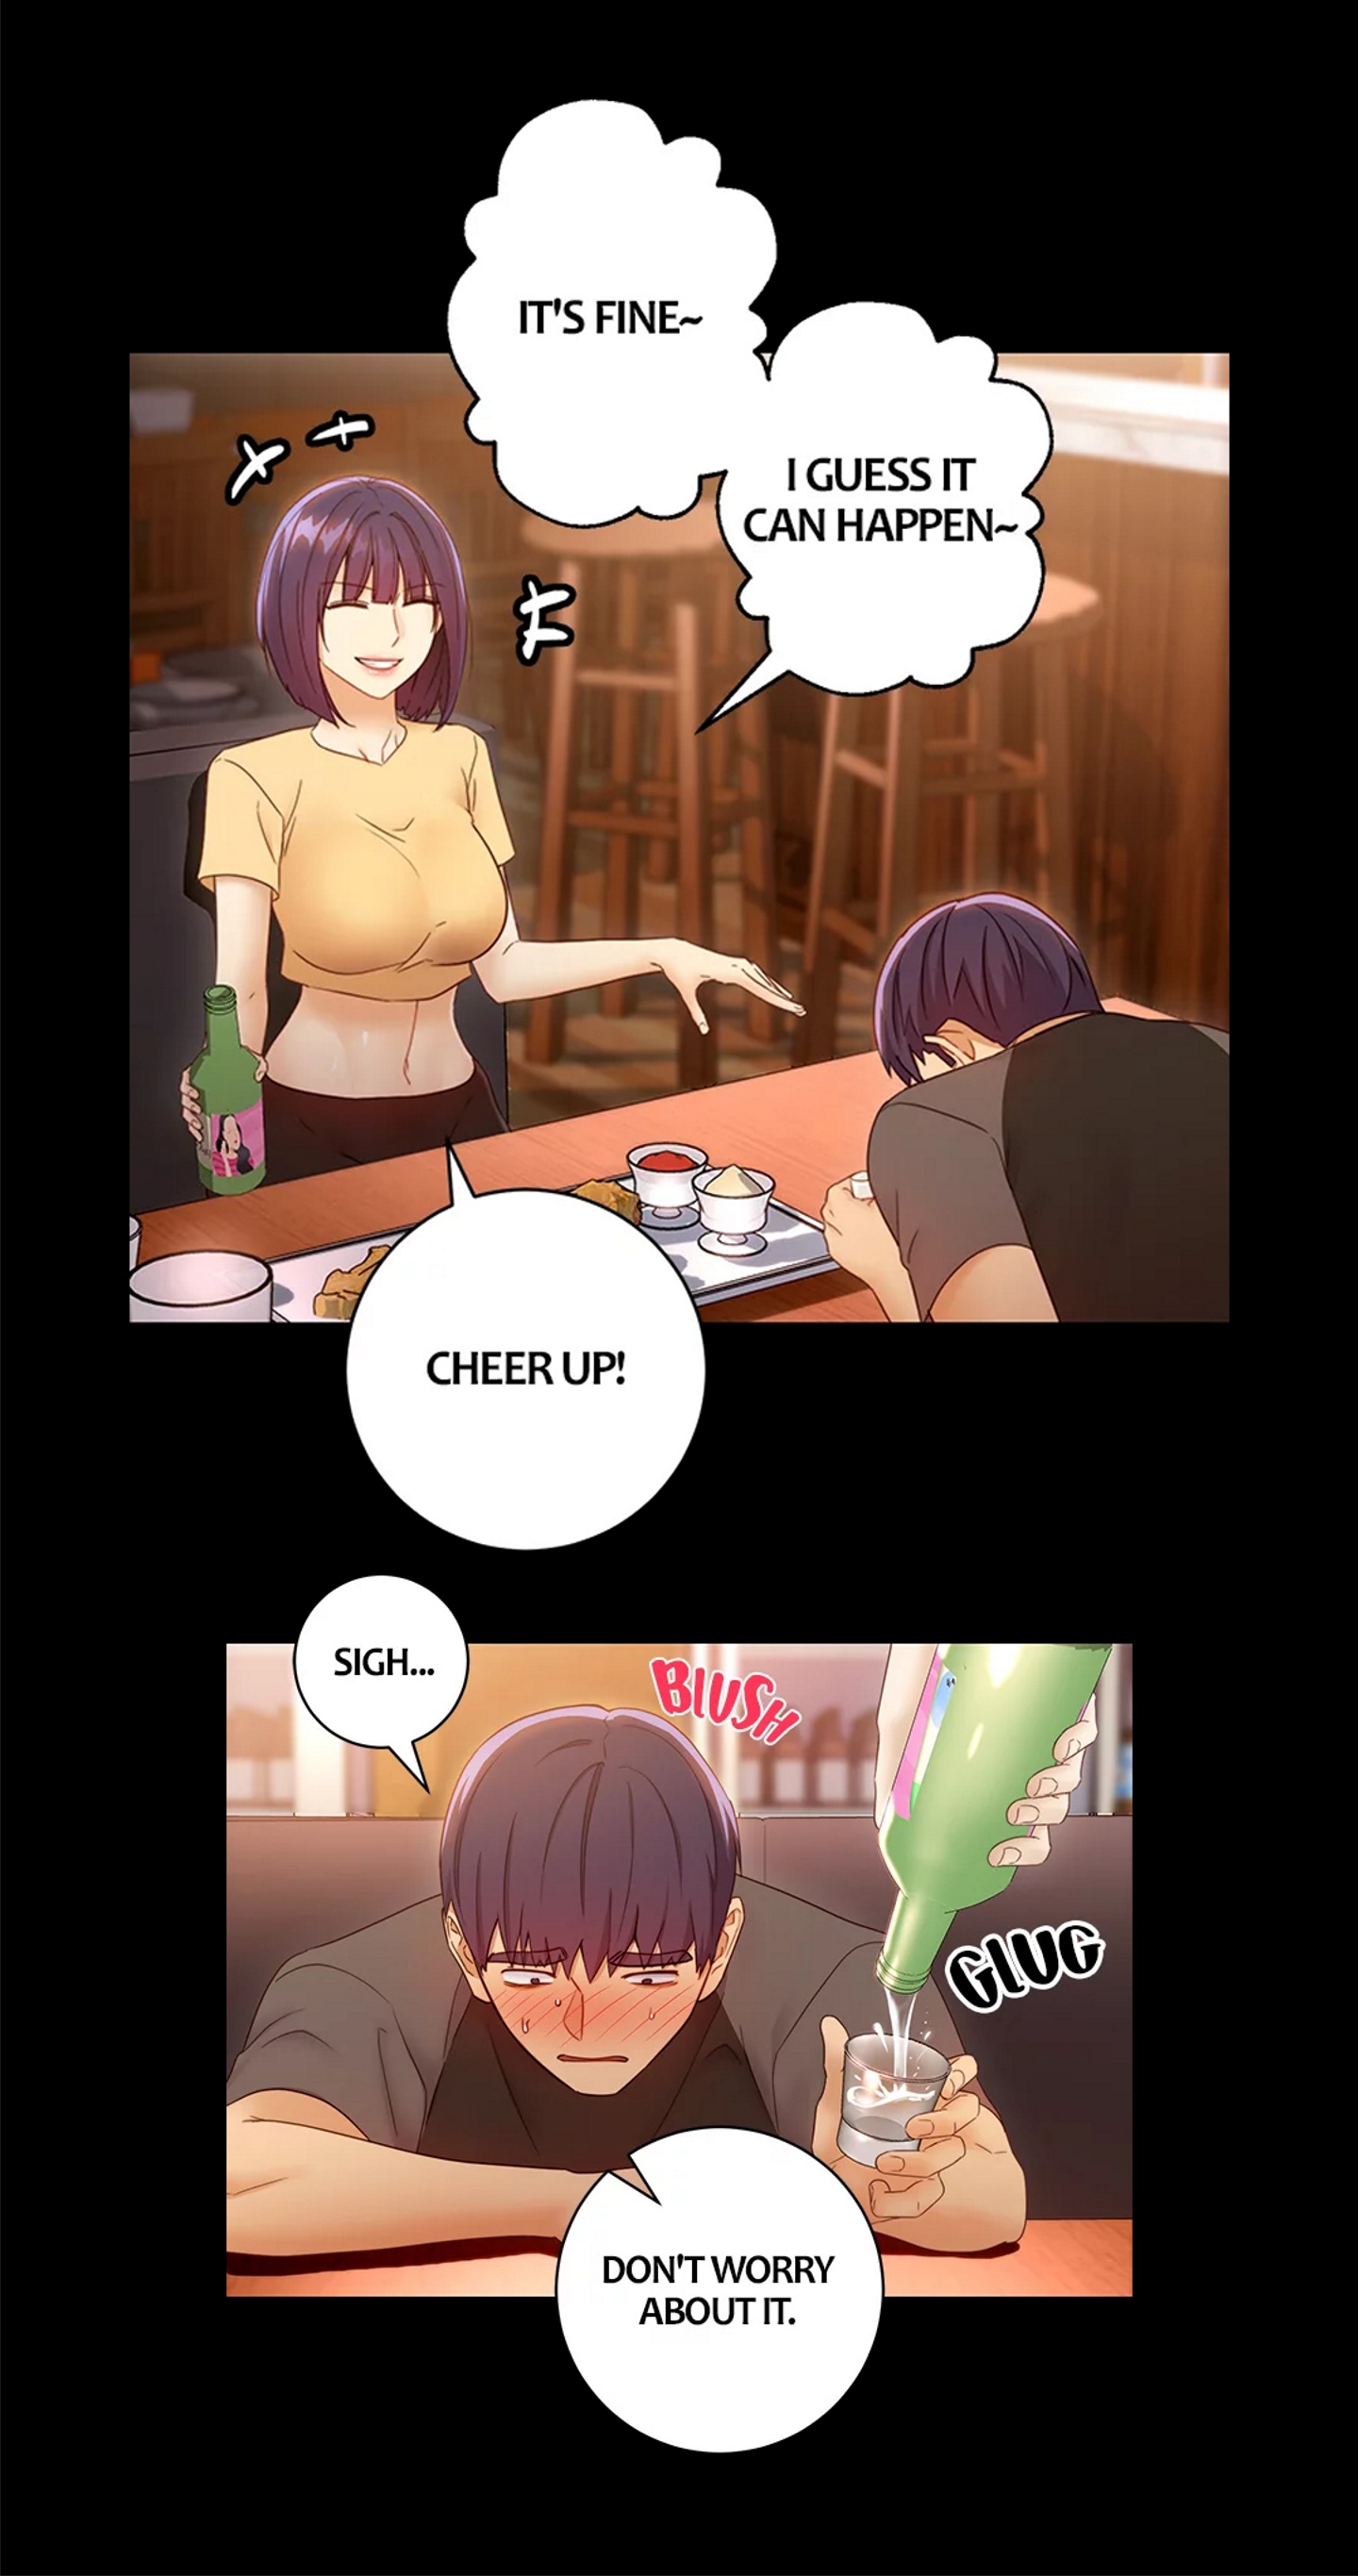 IT'S FINE~
I GUESS IT
CAN HAPPEN~
CHEER UP!
SIGH...
BLUSH
GLUG
DON'T WORRY
ABOUT IT.